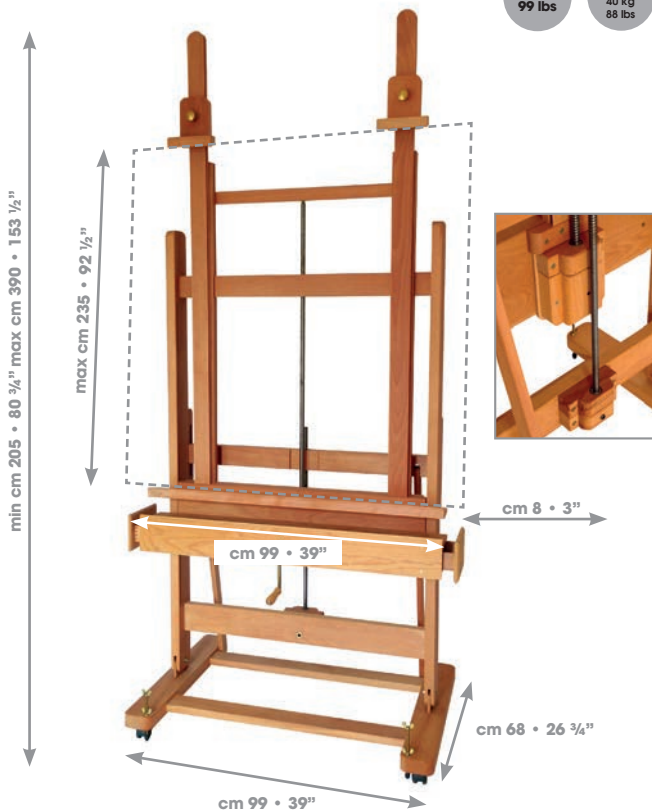 99 lbs
40 kg
88 lbs
min cm 205 • 80 ¾” max cm 390 • 153 ½”
max cm 235 • 92 ½”
cm 8 • 3”
cm 99 • 39”
cm 68 • 26 ¾”
cm 99 • 39”